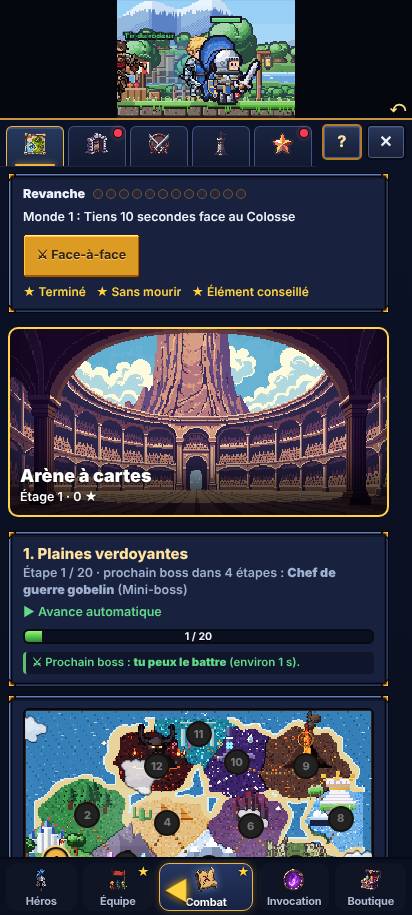 ?
✕
Revanche
Monde 1 : Tiens 10 secondes face au Colosse
⚔ Face-à-face
★ Terminé ★ Sans mourir ★ Élément conseillé
Arène à cartes
Étage 1 · 0 ★
1. Plaines verdoyantes
Étape 1 / 20 · prochain boss dans 4 étapes : Chef de
guerre gobelin (Mini-boss)
▶ Avance automatique
1 / 20
⚔ Prochain boss : tu peux le battre (environ 1 s).
11
12
10
9
2
4
6
8
Héros
Équipe
Combat
Invocation
Boutique